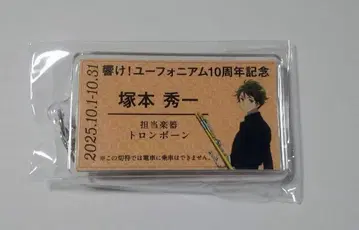 響け！ユーフォニアム10周年記念
2025.10.1-10.31
塚本 秀一
担当楽器
トロンボーン
※この切符では電車に乗車はできません。